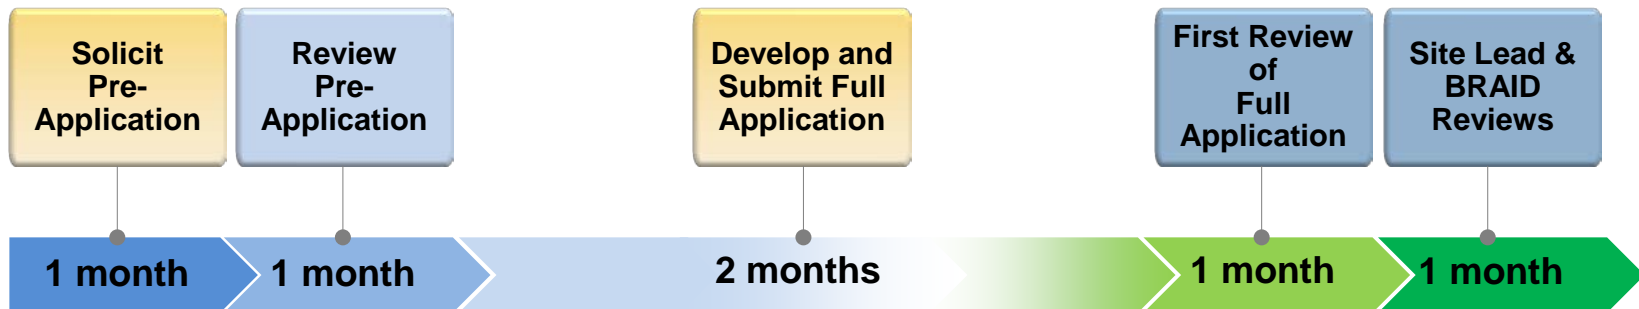 Solicit
Pre-
Application
Review
Pre-
Application
Develop and
Submit Full
Application
First Review
of
Full
Application
Site Lead &
BRAID
Reviews
1 month
1 month
2 months
1 month
1 month